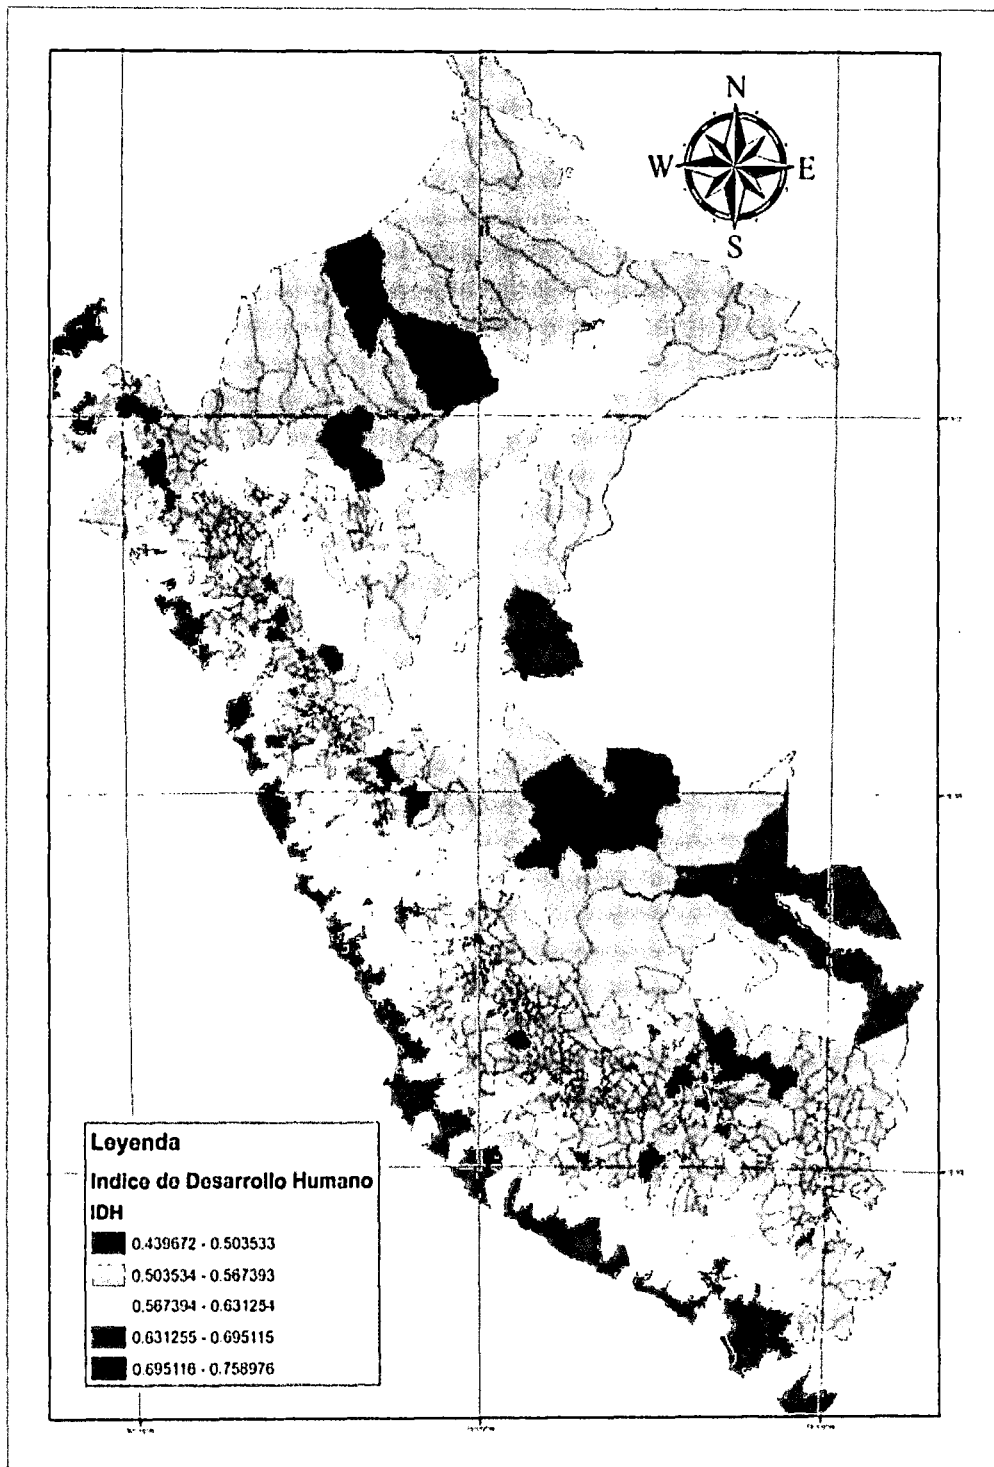 N
W E
S
Leyenda
Indice de Desarrollo Humano
IDH
0.439672 - 0.503533
0.503534 - 0.567393
0.567394 - 0.631254
0.631255 - 0.695115
0.695116 - 0.758976